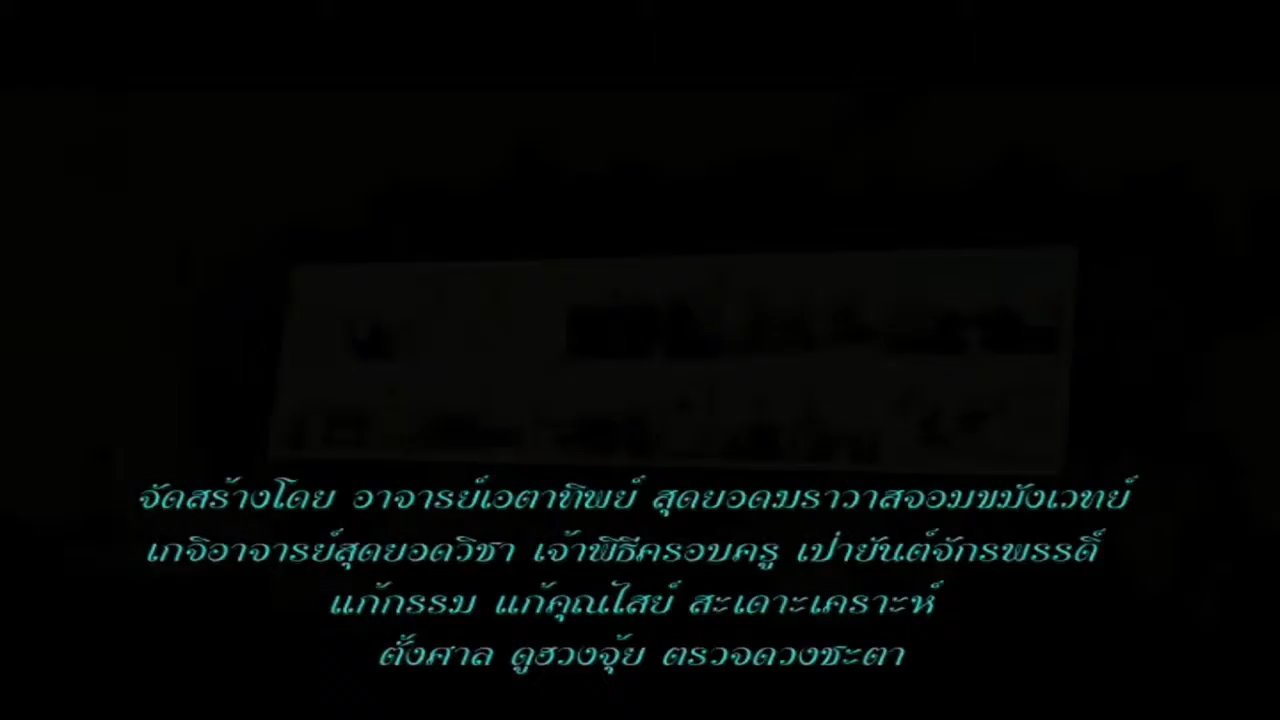 จัดสร้างโดย อาจารย์เอตาทิพย์ สุดยอดฆราวาสจอมขมังเวทย์
เกจิอาจารย์สุดยอดวิชา เจ้าพิธีครอบครู เป่ายันต์จักรพรรดิ์
แก้กรรม แก้คุณไสย์ สะเดาะเคราะห์
ตั้งศาล ดูฮวงจุ้ย ตรวจดวงชะตา